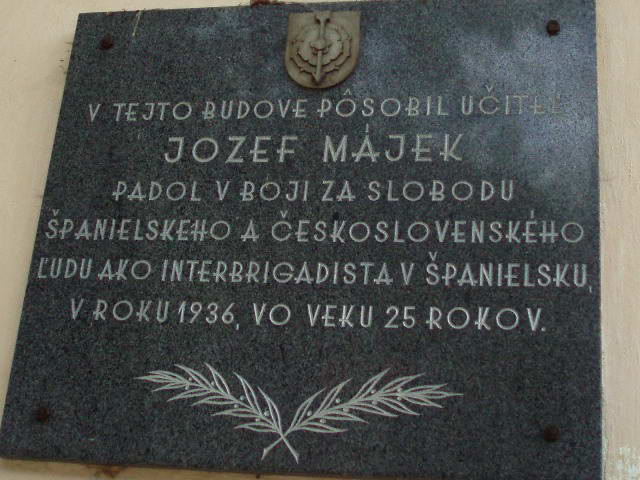 V TEJTO BUDOVE PÔSOBIL UČITEĽ
JOZEF MÁJEK
PADOL V BOJI ZA SLOBODU
ŠPANIELSKEHO A ČESKOSLOVENSKÉHO
ĽUDU AKO INTERBRIGADISTA V ŠPANIELSKU,
V ROKU 1936, VO VEKU 25 ROKOV.